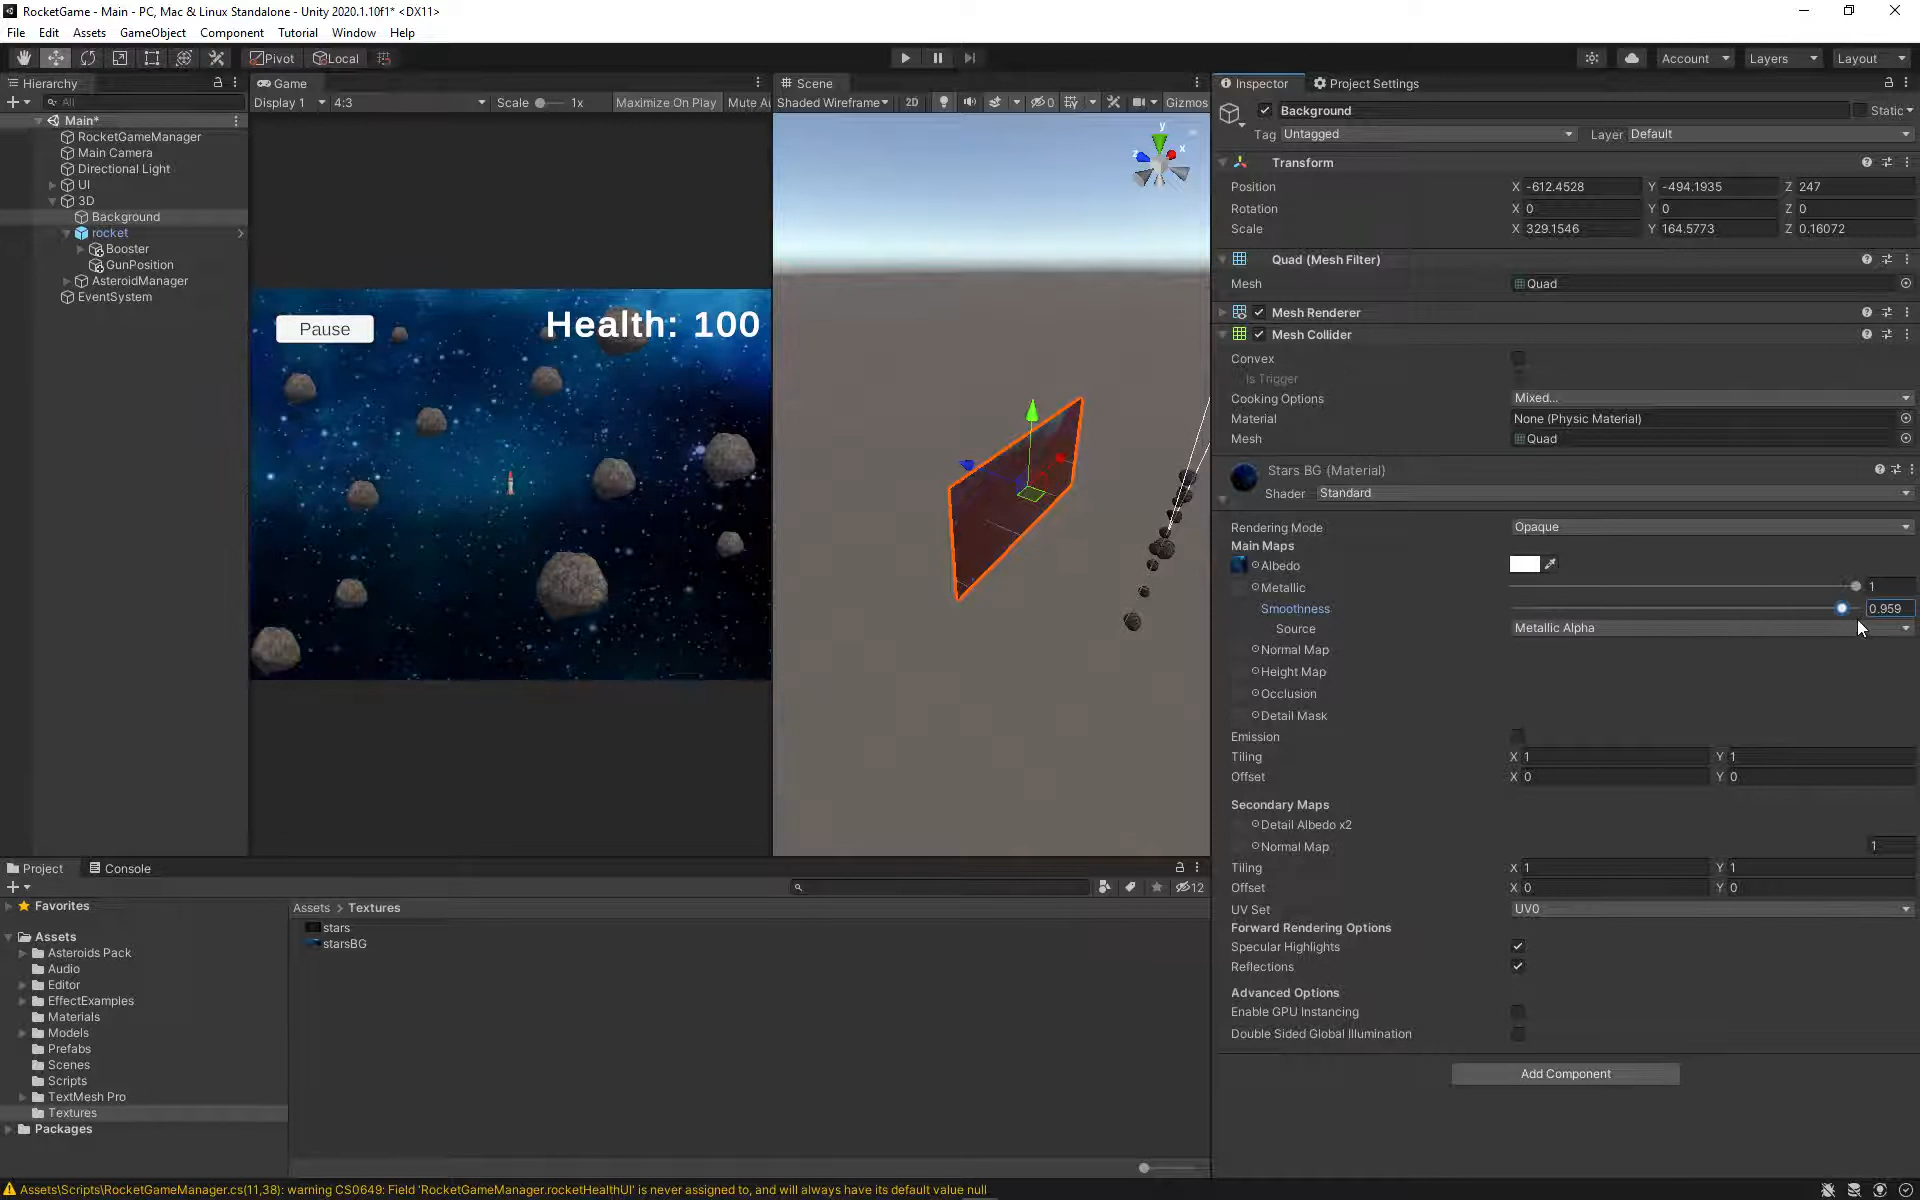 RocketGame - Main - PC, Mac & Linux Standalone - Unity 2020.1.10f1* <DX11>
File Edit Assets GameObject Component Tutorial Window Help
Pivot Local Account Layers Layout
Hierarchy
All
Main*
RocketGameManager
Main Camera
Directional Light
UI
3D
Background
rocket
Booster
GunPosition
AsteroidManager
EventSystem
Game
Display 1 4:3 Scale 1x Maximize On Play Mute Au
Pause
Health: 100
Scene
Shaded Wireframe 2D 0 Gizmos
y
x
z
Inspector Project Settings
Background Static
Tag Untagged Layer Default
Transform
Position X -612.4528 Y -494.1935 Z 247
Rotation X 0 Y 0 Z 0
Scale X 329.1546 Y 164.5773 Z 0.16072
Quad (Mesh Filter)
Mesh Quad
Mesh Renderer
Mesh Collider
Convex
Is Trigger
Cooking Options Mixed...
Material None (Physic Material)
Mesh Quad
Stars BG (Material)
Shader Standard
Rendering Mode Opaque
Main Maps
Albedo
Metallic 1
Smoothness 0.959
Source Metallic Alpha
Normal Map
Height Map
Occlusion
Detail Mask
Emission
Tiling X 1 Y 1
Offset X 0 Y 0
Secondary Maps
Detail Albedo x2
Normal Map 1
Tiling X 1 Y 1
Offset X 0 Y 0
UV Set UV0
Forward Rendering Options
Specular Highlights
Reflections
Advanced Options
Enable GPU Instancing
Double Sided Global Illumination
Add Component
Project Console
12
Favorites
Assets
Asteroids Pack
Audio
Editor
EffectExamples
Materials
Models
Prefabs
Scenes
Scripts
TextMesh Pro
Textures
Packages
Assets > Textures
stars
starsBG
Assets\Scripts\RocketGameManager.cs(11,38): warning CS0649: Field 'RocketGameManager.rocketHealthUI' is never assigned to, and will always have its default value null